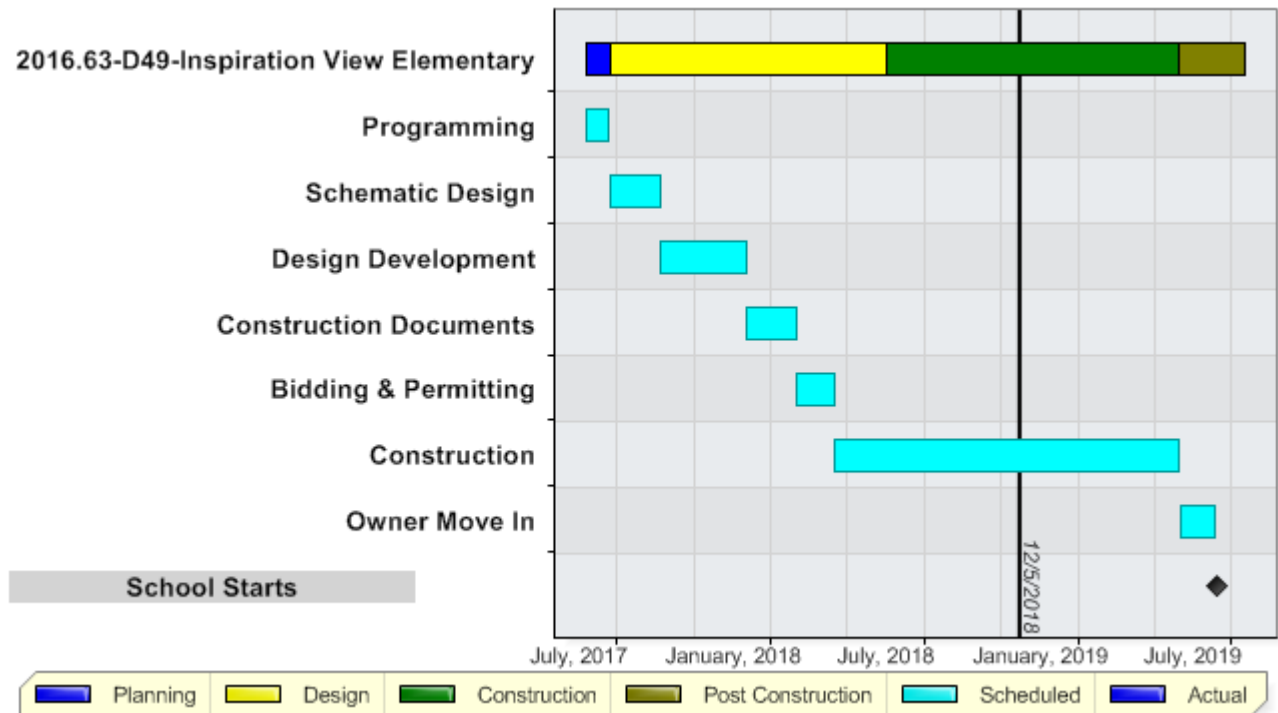 2016.63-D49-Inspiration View Elementary
Programming
Schematic Design
Design Development
Construction Documents
Bidding & Permitting
Construction
Owner Move In
School Starts
12/5/2018
July, 2017 January, 2018 July, 2018 January, 2019 July, 2019
Planning Design Construction Post Construction Scheduled Actual